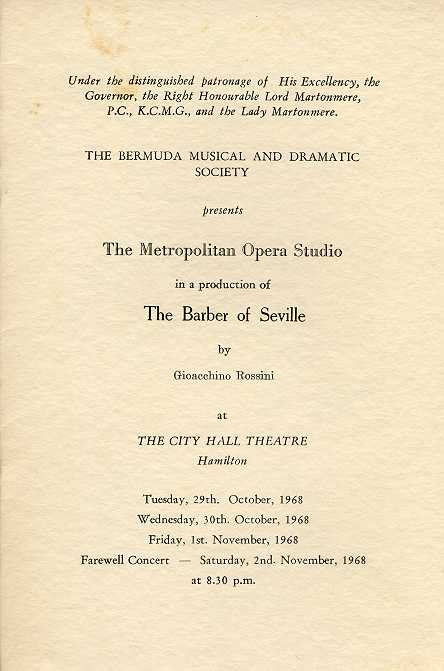 Under the distinguished patronage of His Excellency, the
Governor, the Right Honourable Lord Martonmere,
P.C., K.C.M.G., and the Lady Martonmere.
THE BERMUDA MUSICAL AND DRAMATIC
SOCIETY
presents
The Metropolitan Opera Studio
in a production of
The Barber of Seville
by
Gioacchino Rossini
at
THE CITY HALL THEATRE
Hamilton
Tuesday, 29th. October, 1968
Wednesday, 30th. October, 1968
Friday, 1st. November, 1968
Farewell Concert — Saturday, 2nd. November, 1968
at 8.30 p.m.